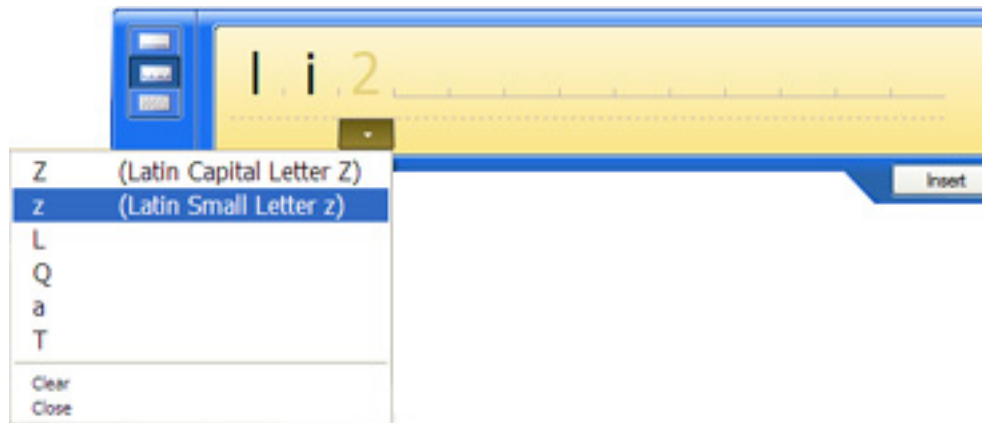 l i 2
Z (Latin Capital Letter Z)
z (Latin Small Letter z)
Insert
L
Q
a
T
Clear
Close